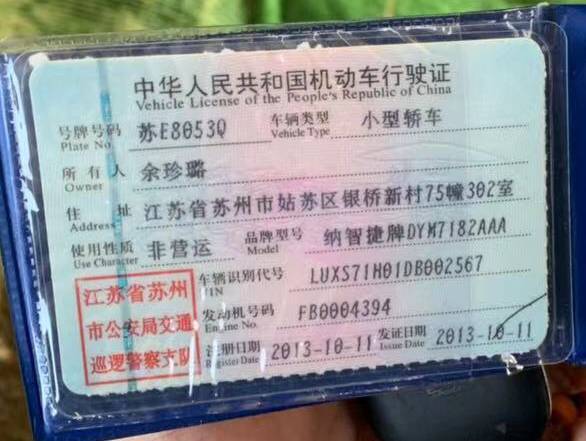 中华人民共和国机动车行驶证
Vehicle License of the People's Republic of China
号牌号码 苏E8053Q 车辆类型 小型轿车
Plate No. Vehicle Type
所有人 余珍璐
Owner
住址 江苏省苏州市姑苏区银桥新村75幢302室
Address
使用性质 非营运 品牌型号 纳智捷牌DYM7182AAA
Use Character Model
江苏省苏州
市公安局交通
巡逻警察支队
车辆识别代号 LUXS71H01DB002567
VIN
发动机号码 FB0004394
Engine No.
注册日期 2013-10-11 发证日期 2013-10-11
Register Date Issue Date